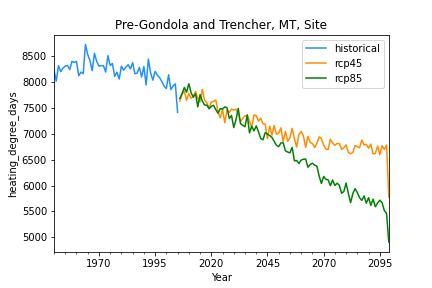 Pre-Gondola and Trencher, MT, Site
historical
rcp45
rcp85
heating_degree_days
8500
8000
7500
7000
6500
6000
5500
5000
1970
1995
2020
2045
2070
2095
Year